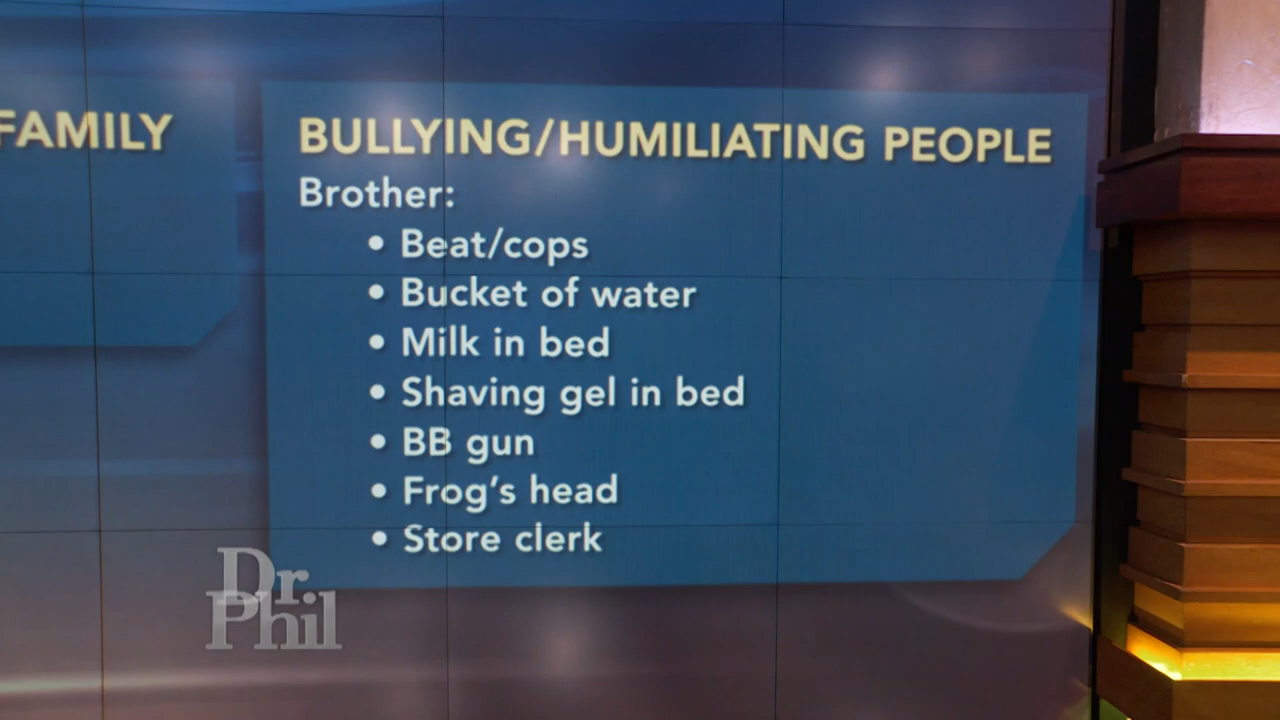 FAMILY
BULLYING/HUMILIATING PEOPLE
Brother:
• Beat/cops
• Bucket of water
• Milk in bed
• Shaving gel in bed
• BB gun
• Frog's head
• Store clerk
Dr.
Phil